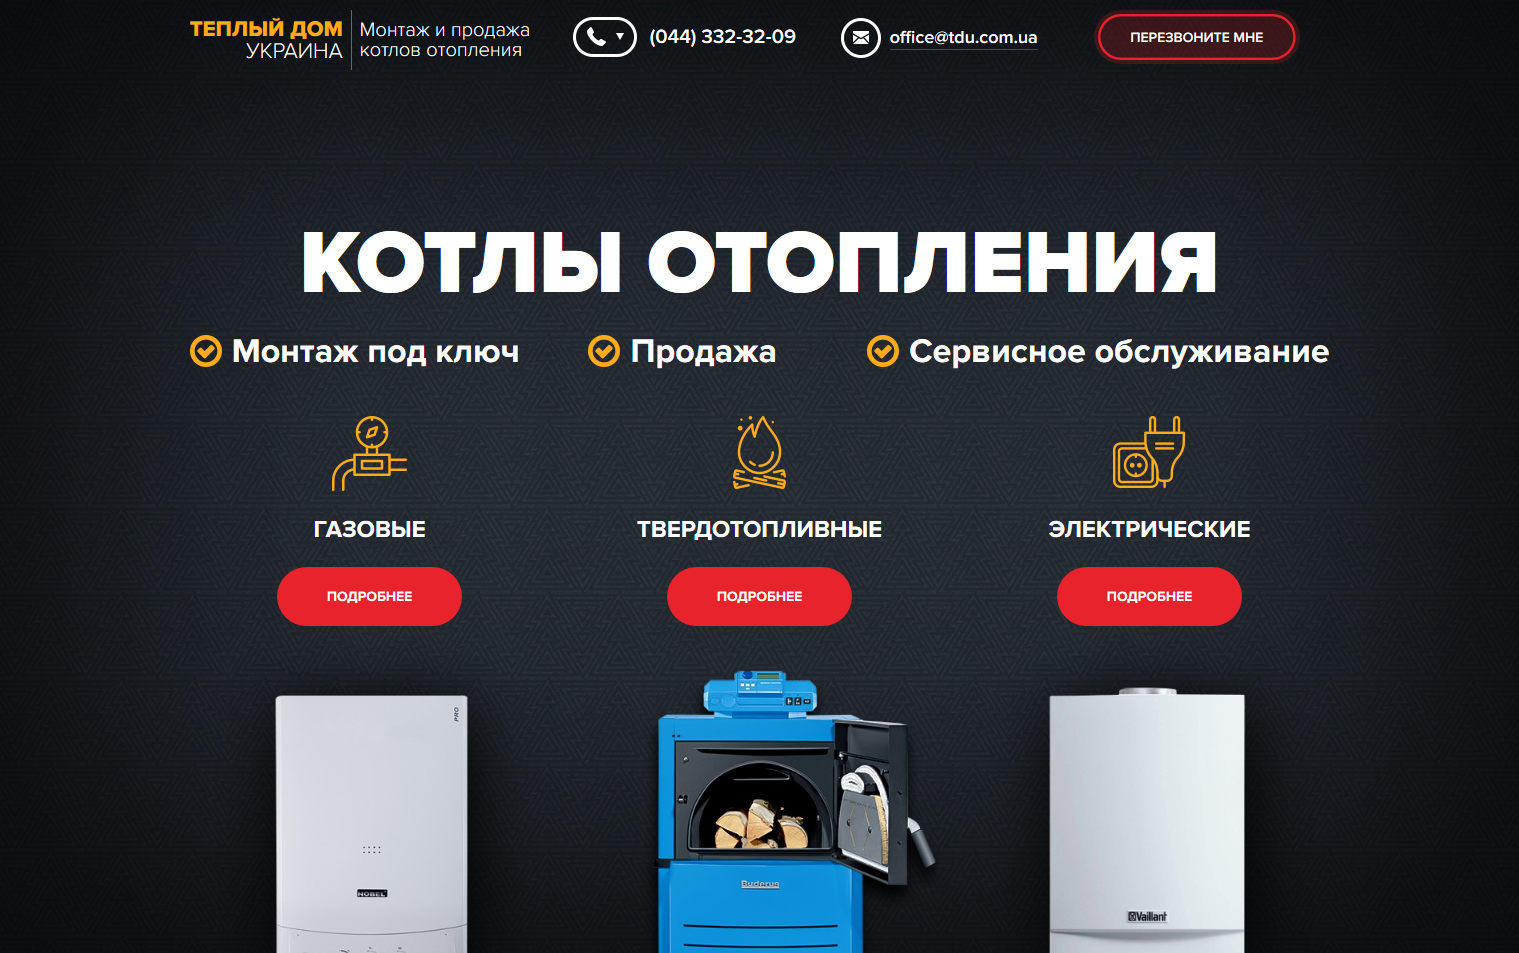 ТЕПЛЫЙ ДОМ
УКРАИНА
Монтаж и продажа
котлов отопления
(044) 332-32-09
office@tdu.com.ua
ПЕРЕЗВОНИТЕ МНЕ
КОТЛЫ ОТОПЛЕНИЯ
Монтаж под ключ
Продажа
Сервисное обслуживание
ГАЗОВЫЕ
ТВЕРДОТОПЛИВНЫЕ
ЭЛЕКТРИЧЕСКИЕ
ПОДРОБНЕЕ
ПОДРОБНЕЕ
ПОДРОБНЕЕ
PRO
NOBEL
Buderus
Vaillant